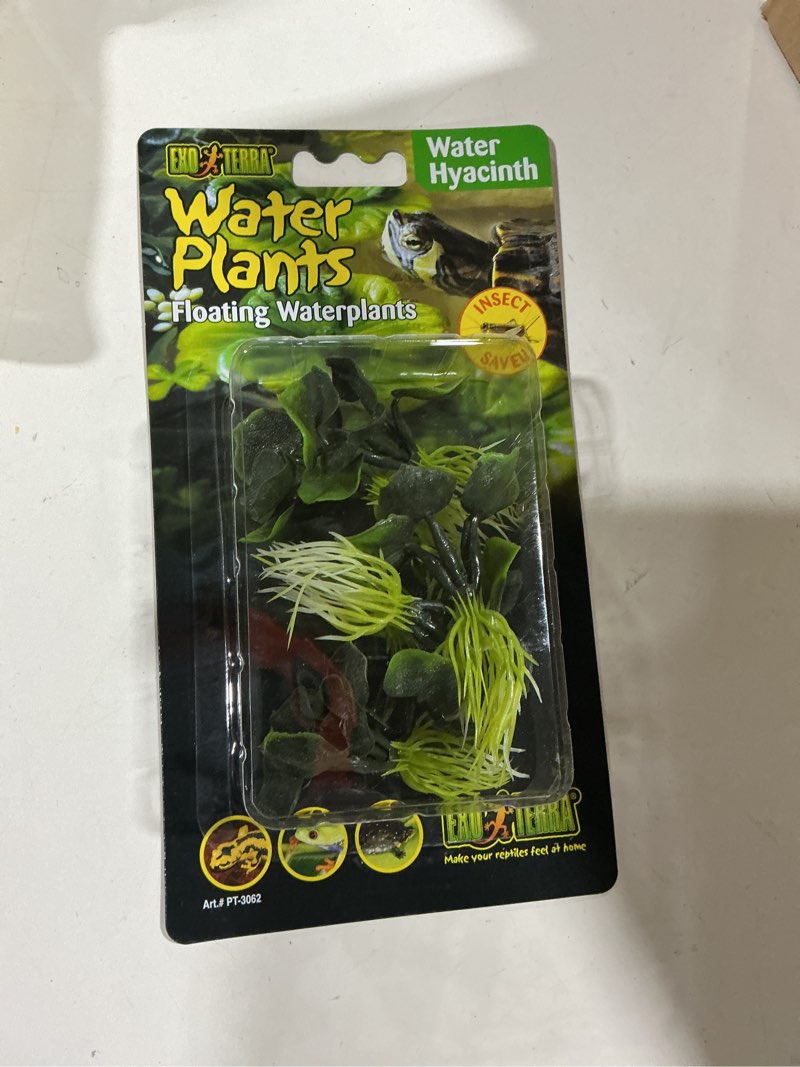 EXO TERRA®
Water
Hyacinth
Water
Plants
Floating Waterplants
INSECT
SAVER
EXO TERRA®
Make your reptiles feel at home
Art.# PT-3062